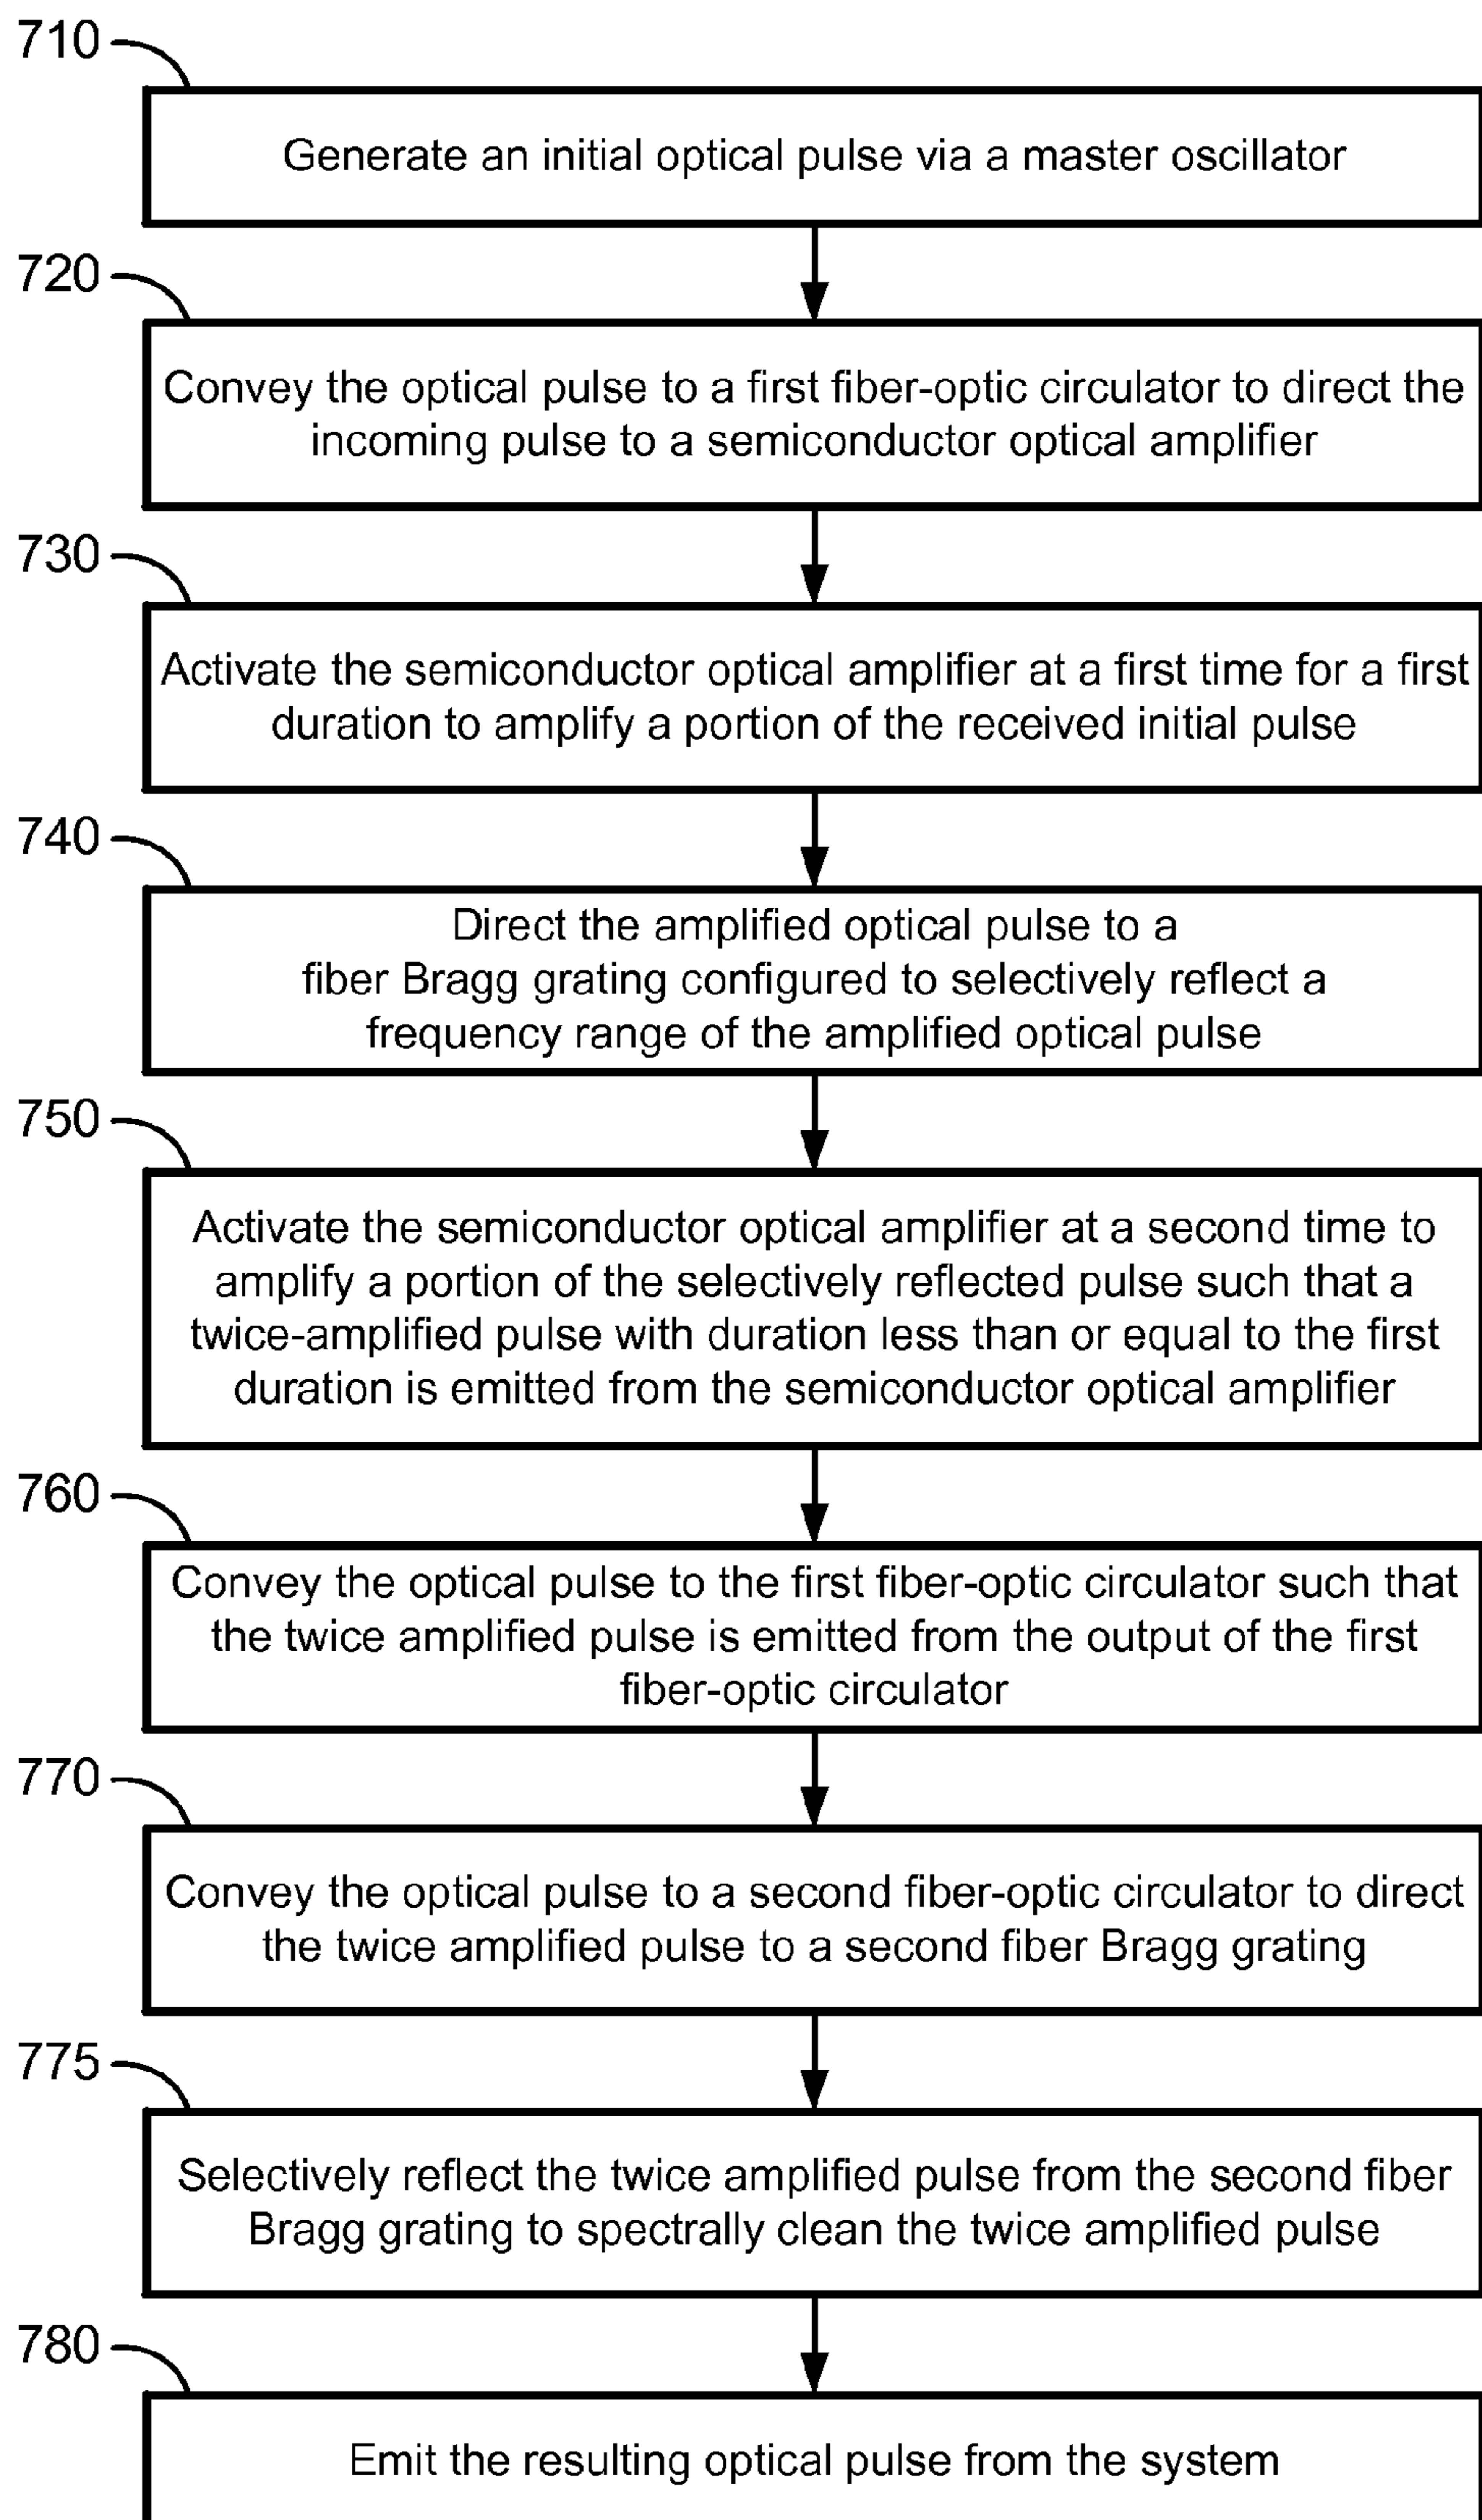 710
Generate an initial optical pulse via a master oscillator
720
Convey the optical pulse to a first fiber-optic circulator to direct the
incoming pulse to a semiconductor optical amplifier
730
Activate the semiconductor optical amplifier at a first time for a first
duration to amplify a portion of the received initial pulse
740
Direct the amplified optical pulse to a
fiber Bragg grating configured to selectively reflect a
frequency range of the amplified optical pulse
750
Activate the semiconductor optical amplifier at a second time to
amplify a portion of the selectively reflected pulse such that a
twice-amplified pulse with duration less than or equal to the first
duration is emitted from the semiconductor optical amplifier
760
Convey the optical pulse to the first fiber-optic circulator such that
the twice amplified pulse is emitted from the output of the first
fiber-optic circulator
770
Convey the optical pulse to a second fiber-optic circulator to direct
the twice amplified pulse to a second fiber Bragg grating
775
Selectively reflect the twice amplified pulse from the second fiber
Bragg grating to spectrally clean the twice amplified pulse
780
Emit the resulting optical pulse from the system